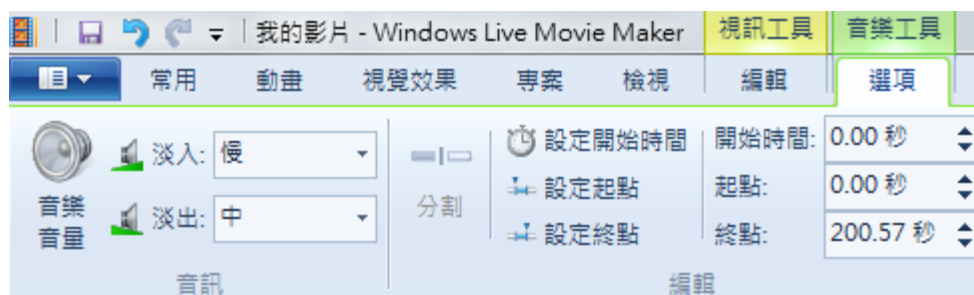 我的影片 - Windows Live Movie Maker 視訊工具 音樂工具
常用 動畫 視覺效果 專案 檢視 編輯 選項
淡入: 慢 設定開始時間 開始時間: 0.00 秒
音樂音量 分割 設定起點 起點: 0.00 秒
淡出: 中 設定終點 終點: 200.57 秒
音訊 編輯